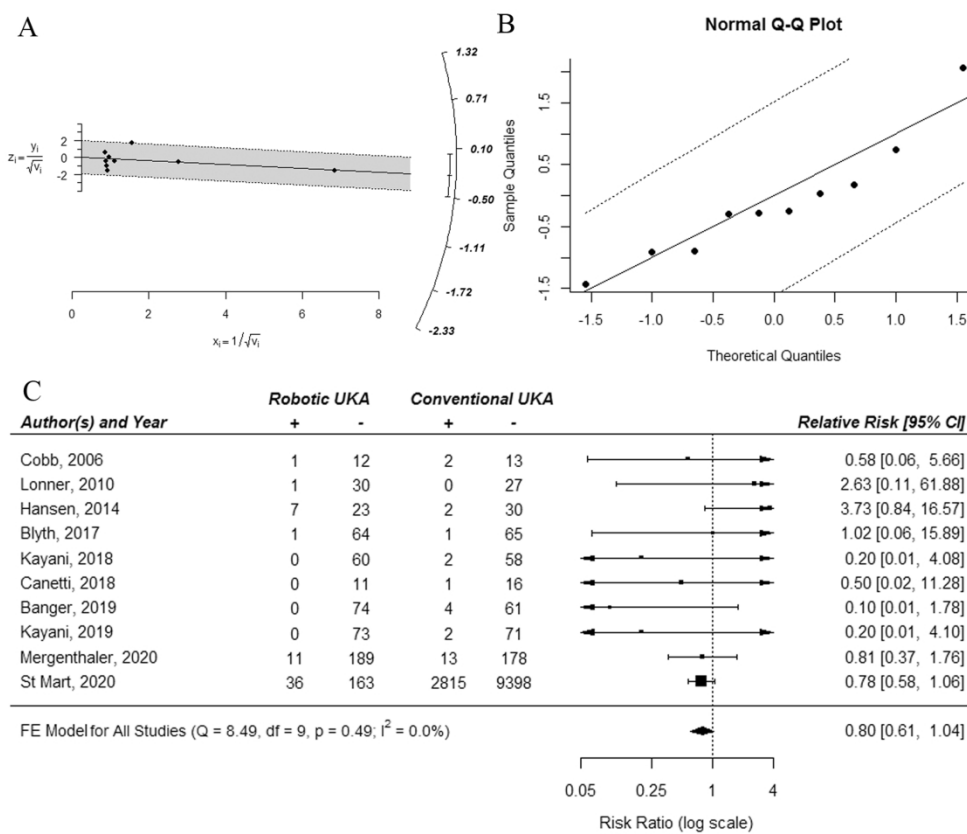 A
1.32
0.71
0.10
-0.50
-1.11
-1.72
-2.33
2
0
-2
zi = yi / √vi
0 2 4 6 8
xi = 1/√vi
B
Normal Q-Q Plot
Sample Quantiles
1.5
0.5
-0.5
-1.5
-1.5 -1.0 -0.5 0.0 0.5 1.0 1.5
Theoretical Quantiles
C
Robotic UKA Conventional UKA
Author(s) and Year + - + - Relative Risk [95% CI]
Cobb, 2006 1 12 2 13 0.58 [0.06, 5.66]
Lonner, 2010 1 30 0 27 2.63 [0.11, 61.88]
Hansen, 2014 7 23 2 30 3.73 [0.84, 16.57]
Blyth, 2017 1 64 1 65 1.02 [0.06, 15.89]
Kayani, 2018 0 60 2 58 0.20 [0.01, 4.08]
Canetti, 2018 0 11 1 16 0.50 [0.02, 11.28]
Banger, 2019 0 74 4 61 0.10 [0.01, 1.78]
Kayani, 2019 0 73 2 71 0.20 [0.01, 4.10]
Mergenthaler, 2020 11 189 13 178 0.81 [0.37, 1.76]
St Mart, 2020 36 163 2815 9398 0.78 [0.58, 1.06]
FE Model for All Studies (Q = 8.49, df = 9, p = 0.49; I² = 0.0%) 0.80 [0.61, 1.04]
0.05 0.25 1 4
Risk Ratio (log scale)